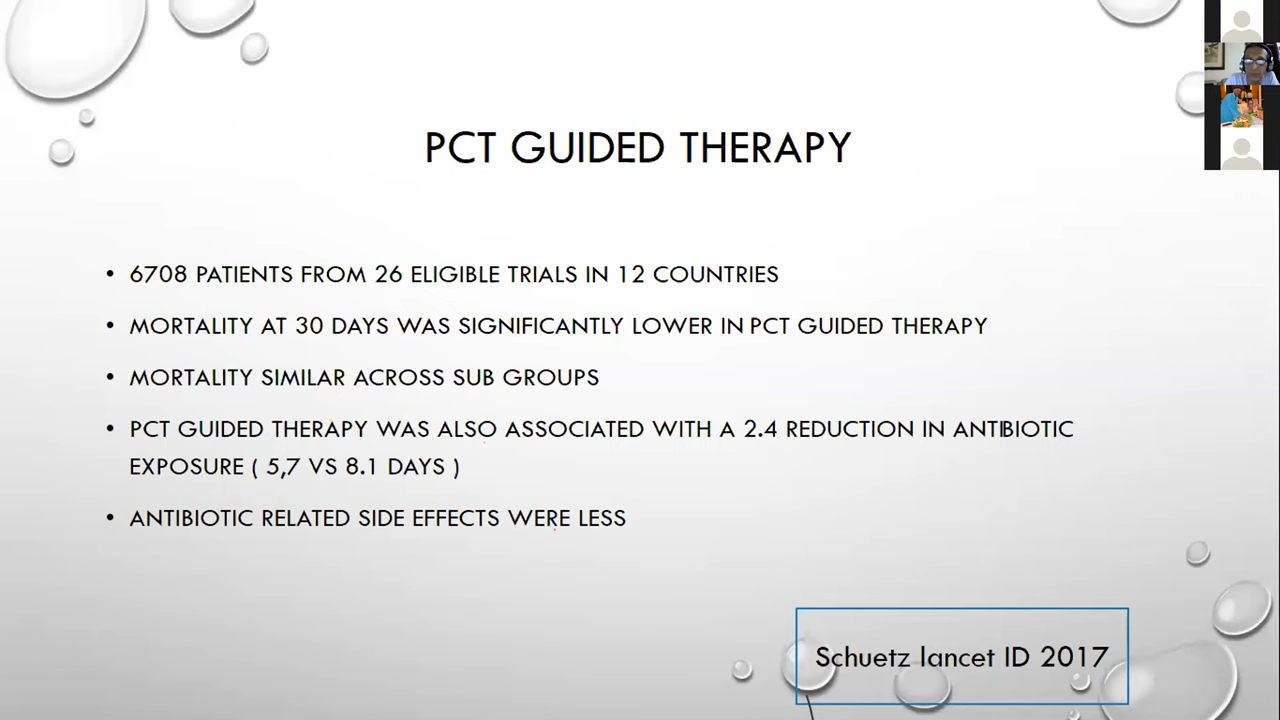 PCT GUIDED THERAPY
• 6708 PATIENTS FROM 26 ELIGIBLE TRIALS IN 12 COUNTRIES
• MORTALITY AT 30 DAYS WAS SIGNIFICANTLY LOWER IN PCT GUIDED THERAPY
• MORTALITY SIMILAR ACROSS SUB GROUPS
• PCT GUIDED THERAPY WAS ALSO ASSOCIATED WITH A 2.4 REDUCTION IN ANTIBIOTIC
EXPOSURE ( 5,7 VS 8.1 DAYS )
• ANTIBIOTIC RELATED SIDE EFFECTS WERE LESS
Schuetz lancet ID 2017